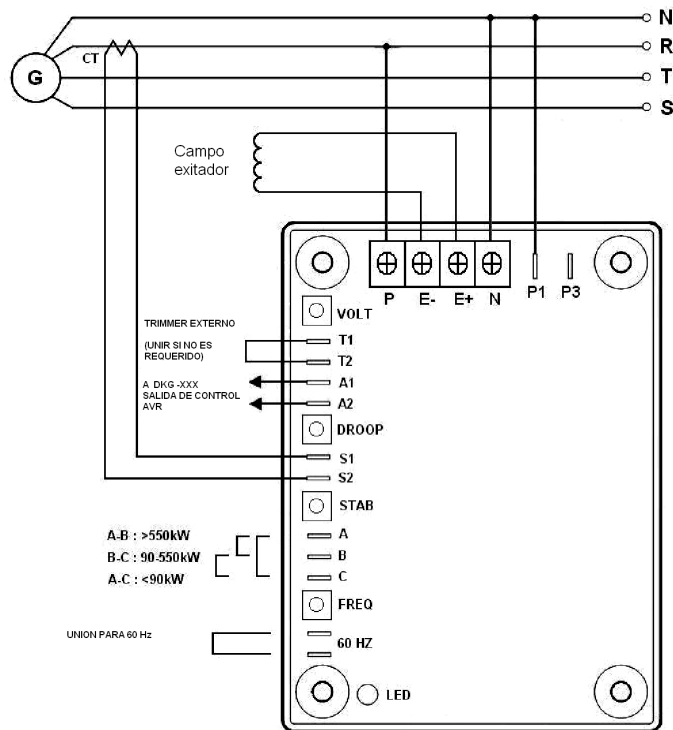 N
R
T
S
G
CT
Campo
exitador
P E- E+ N P1 P3
VOLT
TRIMMER EXTERNO
(UNIR SI NO ES
REQUERIDO)
T1
T2
A DKG -XXX
SALIDA DE CONTROL
AVR
A1
A2
DROOP
S1
S2
STAB
A-B : >550kW
B-C : 90-550kW
A-C : <90kW
A
B
C
FREQ
UNION PARA 60 Hz
60 HZ
LED